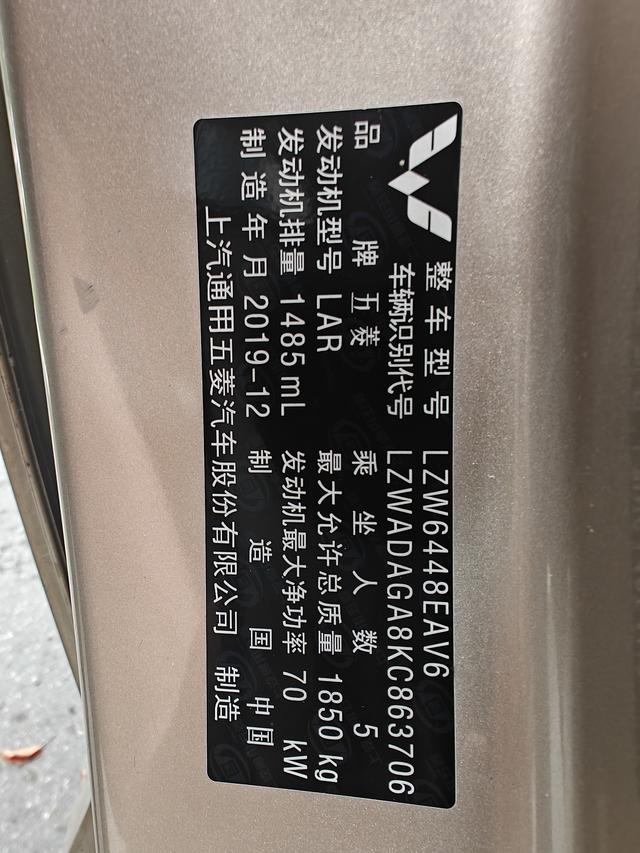 整车型号 LZW6448EAV6
车辆识别代号 LZWADAGA8KC863706
品牌 五菱 乘坐人数 5
发动机型号 LAR 最大允许总质量 1850 kg
发动机排量 1485 mL 发动机最大净功率 70 kW
制造年月 2019-12 制造国 中国
上汽通用五菱汽车股份有限公司 制造